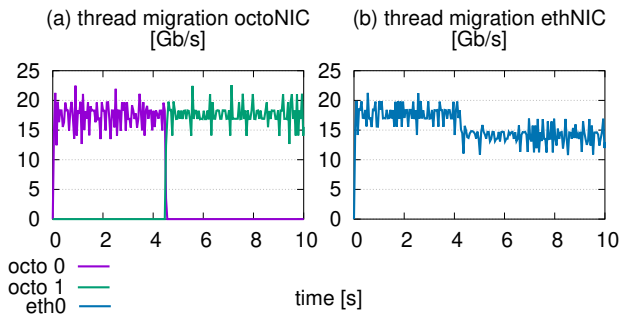 (a) thread migration octoNIC
[Gb/s]
25
20
15
10
5
0
0 2 4 6 8 10
(b) thread migration ethNIC
[Gb/s]
25
20
15
10
5
0
0 2 4 6 8 10
octo 0
octo 1
eth0
time [s]